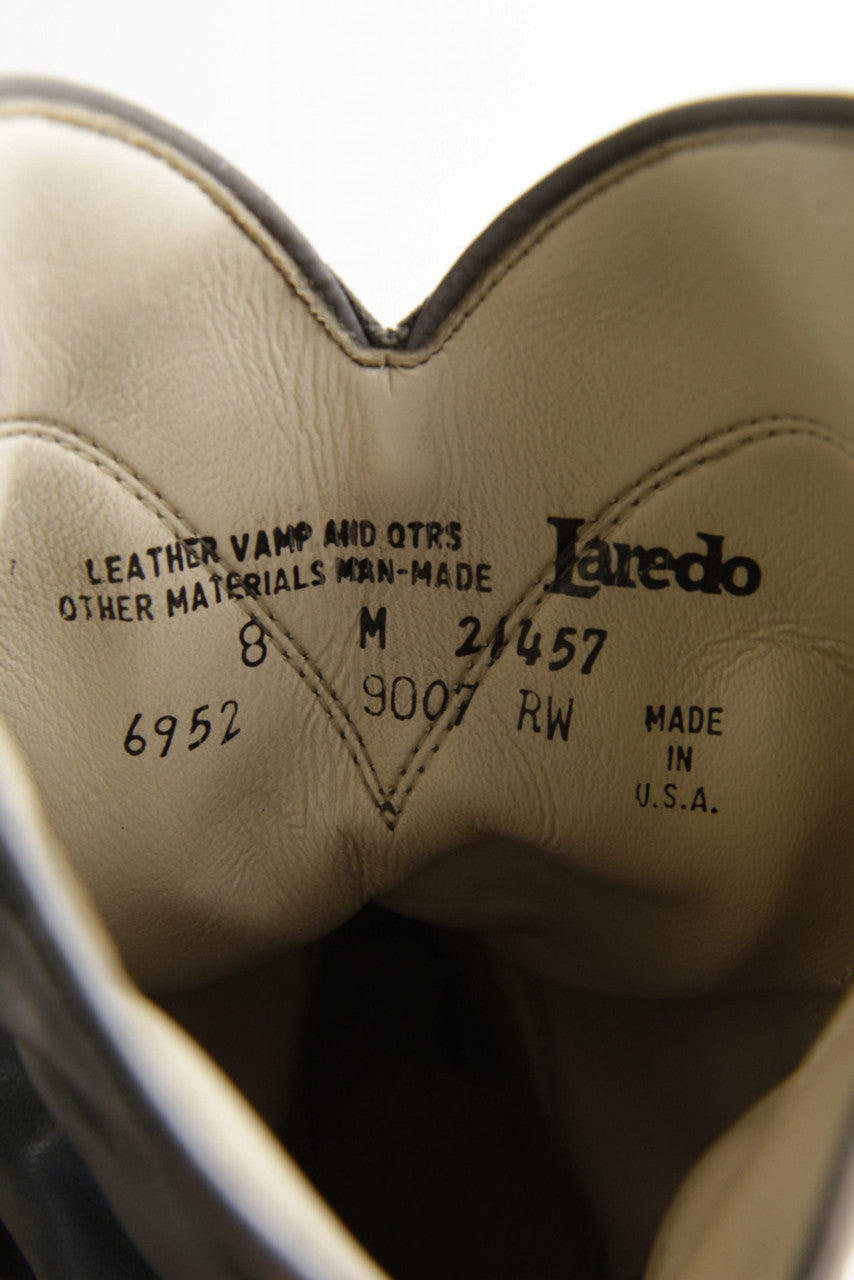 LEATHER VAMP AND QTRS
OTHER MATERIALS MAN-MADE
Laredo
8 M 21457
6952 9007 RW
MADE
IN
U.S.A.